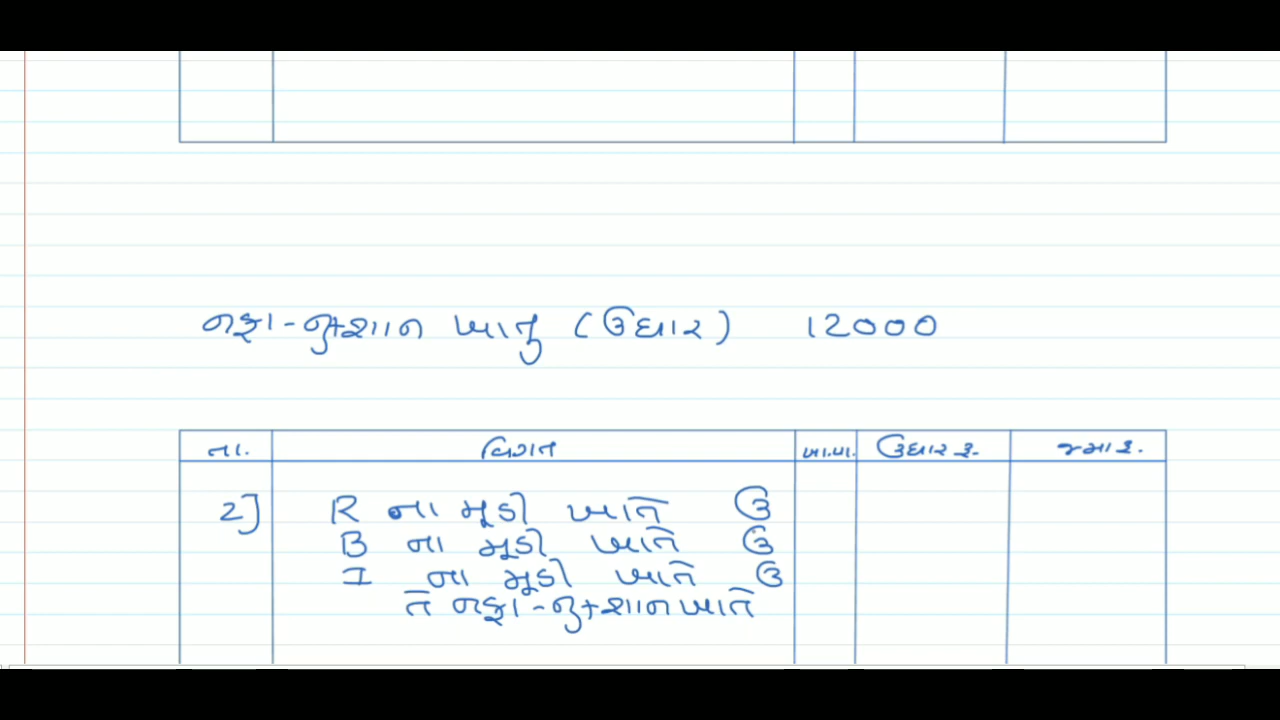 નફા-નુકશાન ખાતુ (ઉધાર) 12000
તા. વિગત ખા.પા. ઉધાર રૂ. જમા રૂ.
2] R ના મૂડી ખાતે ઉ
B ના મૂડી ખાતે ઉ
I ના મૂડી ખાતે ઉ
તે નફા-નુકશાન ખાતે